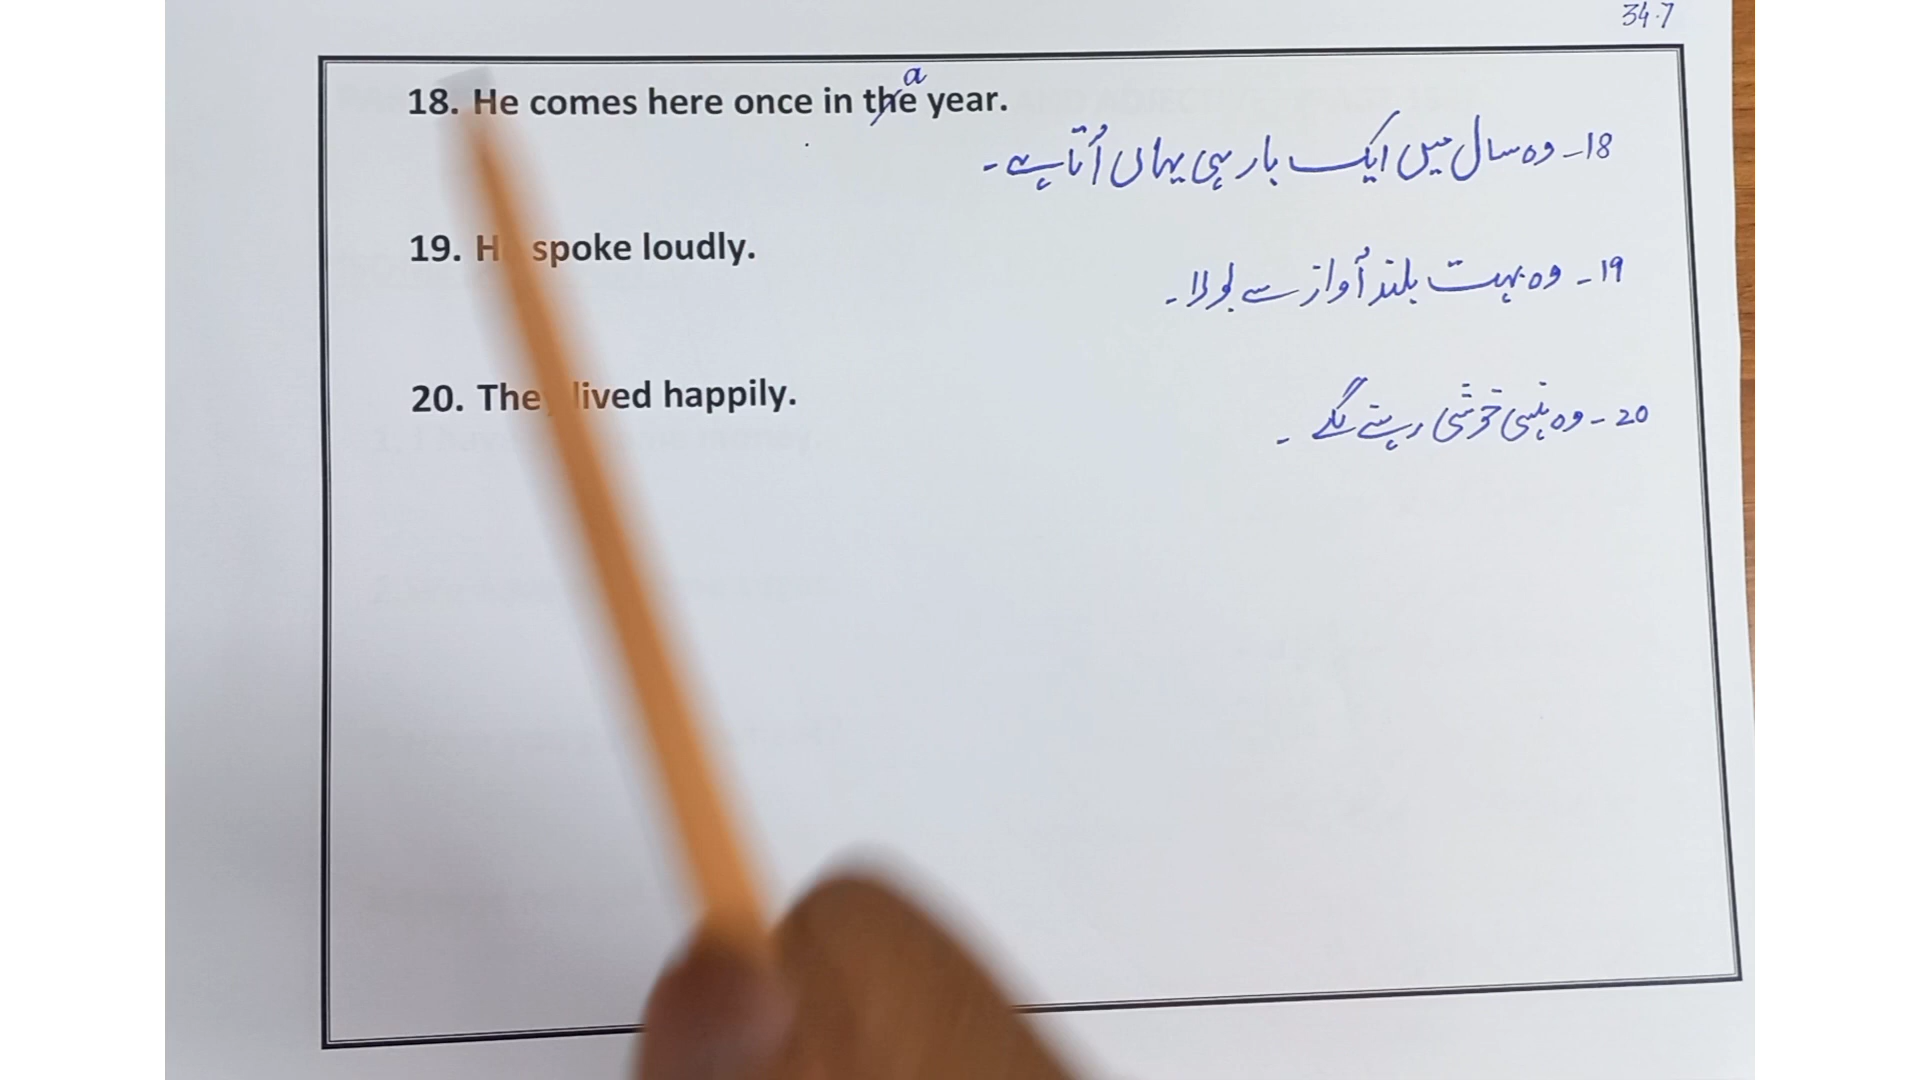 34.7
18. He comes here once in the a year.
18- وہ سال میں ایک بار ہی یہاں آتا ہے۔
19. He spoke loudly.
19- وہ بہت بلند آواز سے بولا۔
20. They lived happily.
20- وہ ہنسی خوشی رہنے لگے۔